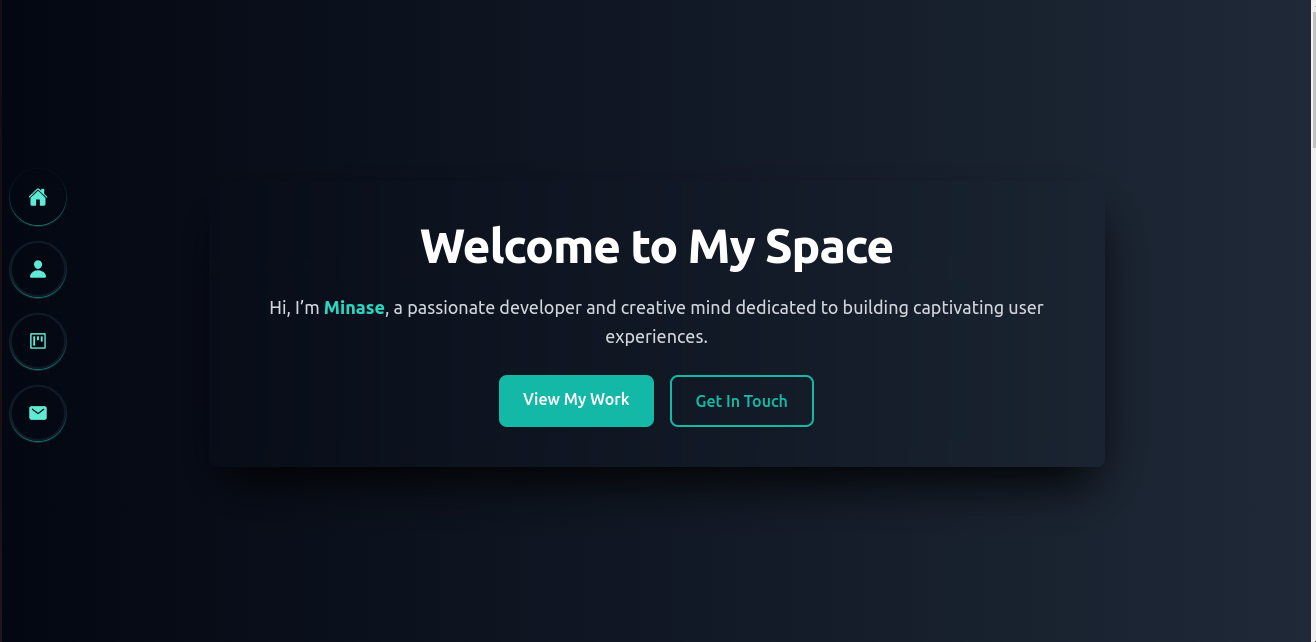 Welcome to My Space
Hi, I’m Minase, a passionate developer and creative mind dedicated to building captivating user
experiences.
View My Work
Get In Touch